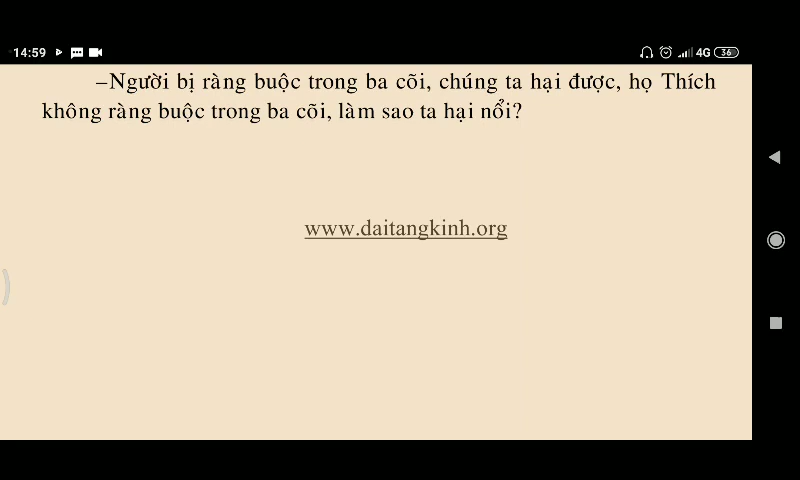 14:59
4G 36
–Người bị ràng buộc trong ba cõi, chúng ta hại được, họ Thích
không ràng buộc trong ba cõi, làm sao ta hại nổi?
www.daitangkinh.org